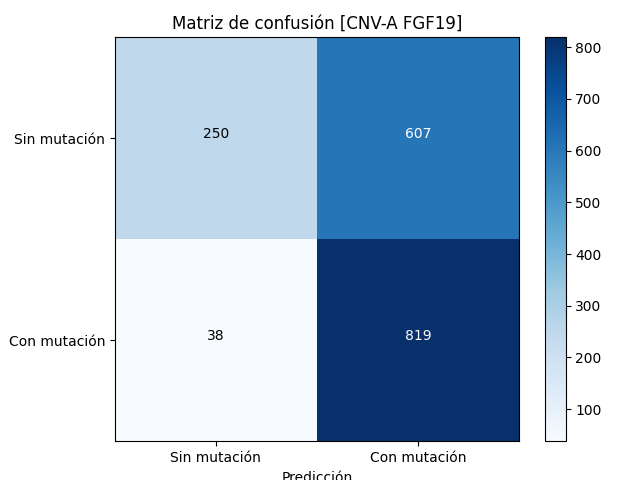 Matriz de confusión [CNV-A FGF19]
Sin mutación
250
607
Con mutación
38
819
Sin mutación
Con mutación
Predicción
800
700
600
500
400
300
200
100